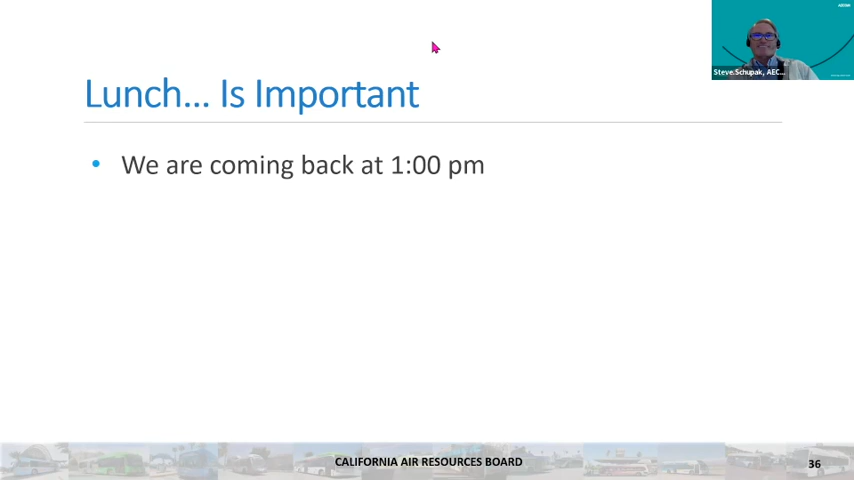 AECOM
Steve Schupak, AEC...
Lunch... Is Important
• We are coming back at 1:00 pm
CALIFORNIA AIR RESOURCES BOARD
36